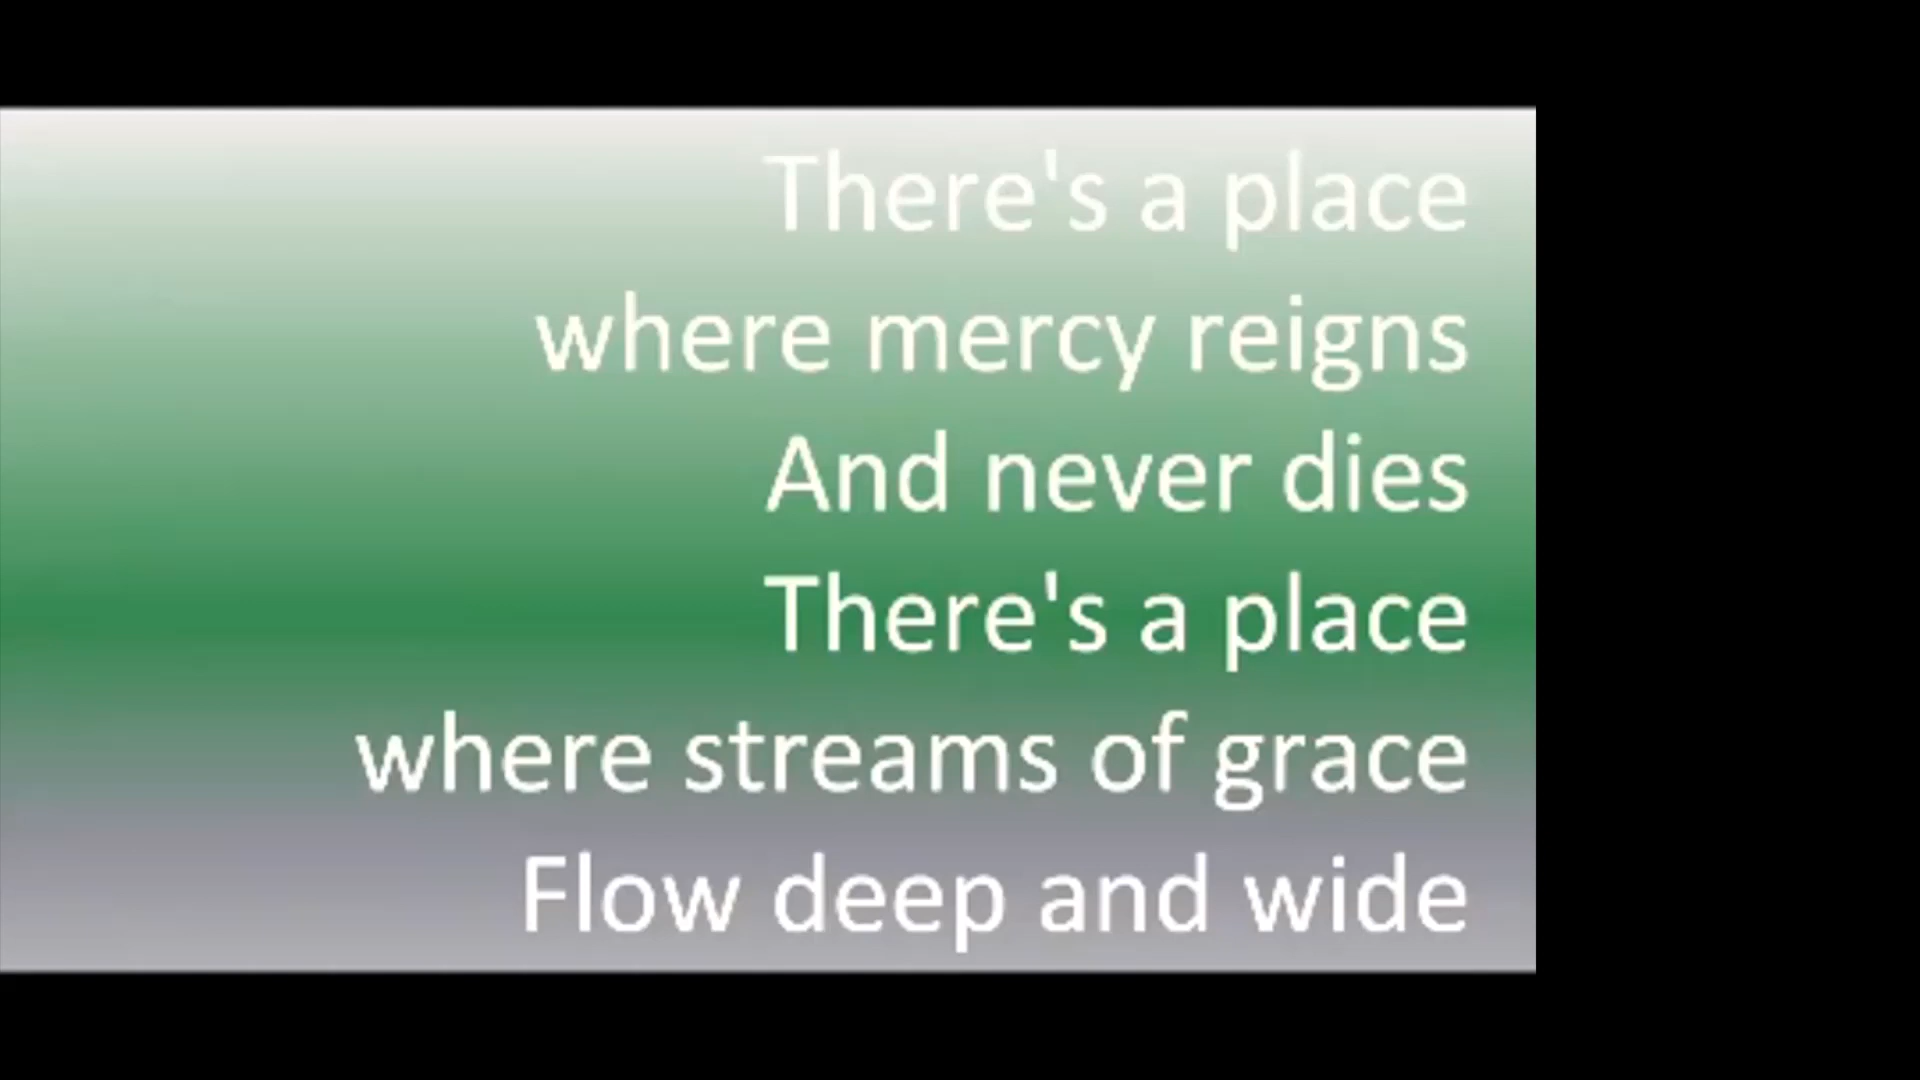 There's a place
where mercy reigns
And never dies
There's a place
where streams of grace
Flow deep and wide